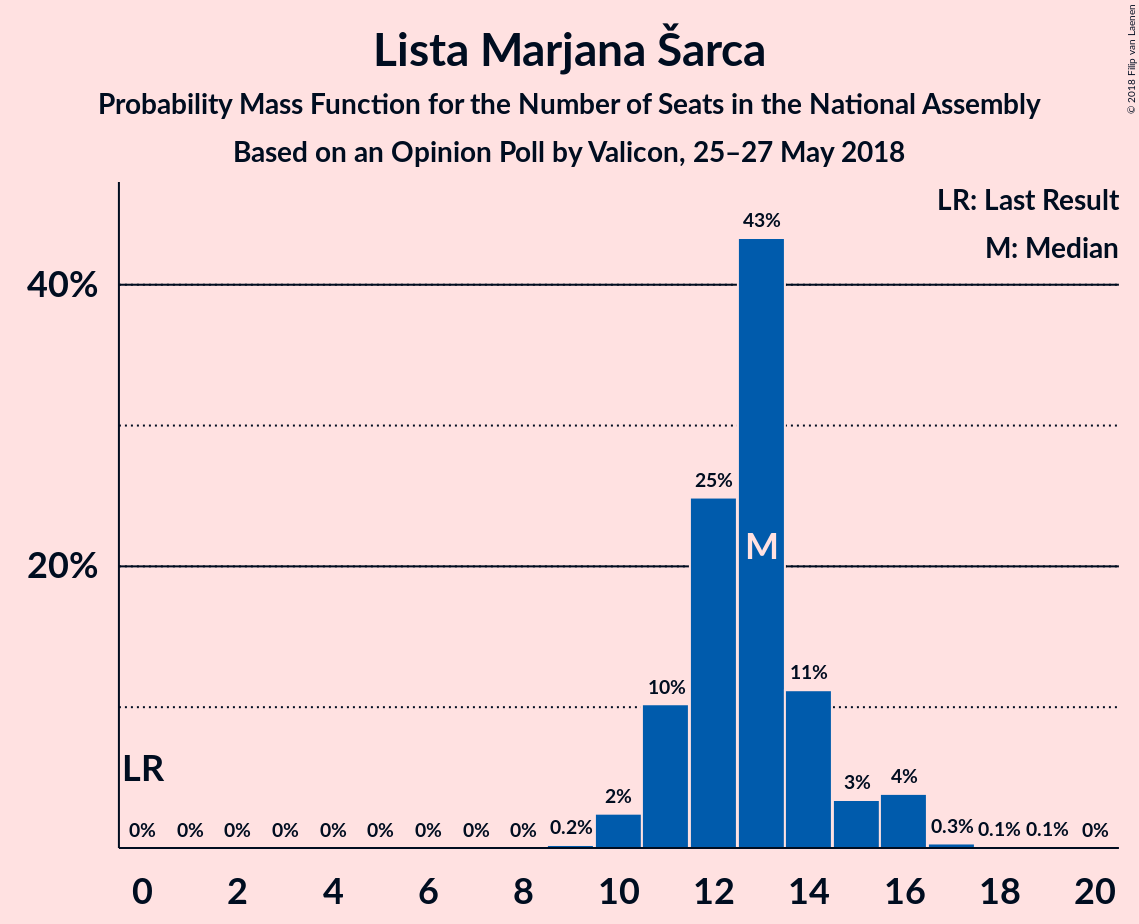 Lista Marjana Šarca
Probability Mass Function for the Number of Seats in the National Assembly
Based on an Opinion Poll by Valicon, 25–27 May 2018
© 2018 Filip van Laenen
LR: Last Result
M: Median
43%
40%
25%
M
20%
11%
10%
LR
4%
3%
2%
0% 0% 0% 0% 0% 0% 0% 0% 0% 0.2% 0.3% 0.1% 0.1% 0%
0 2 4 6 8 10 12 14 16 18 20